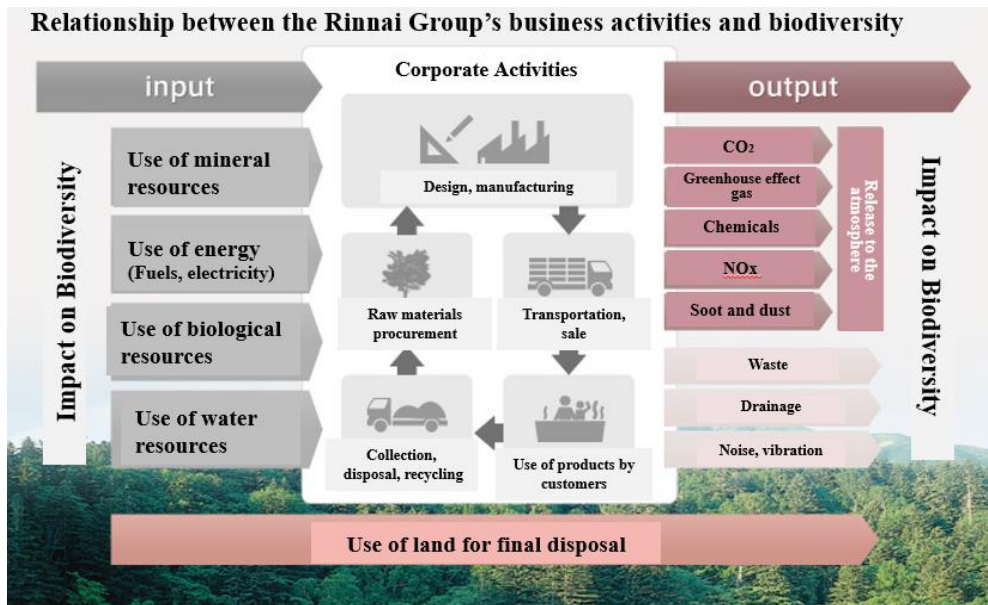 Relationship between the Rinnai Group's business activities and biodiversity
input
Corporate Activities
output
Impact on Biodiversity
Use of mineral
resources
Use of energy
(Fuels, electricity)
Use of biological
resources
Use of water
resources
Design, manufacturing
Raw materials
procurement
Transportation,
sale
Collection,
disposal, recycling
Use of products by
customers
CO₂
Greenhouse effect
gas
Chemicals
NOx
Soot and dust
Release to the
atmosphere
Waste
Drainage
Noise, vibration
Impact on Biodiversity
Use of land for final disposal